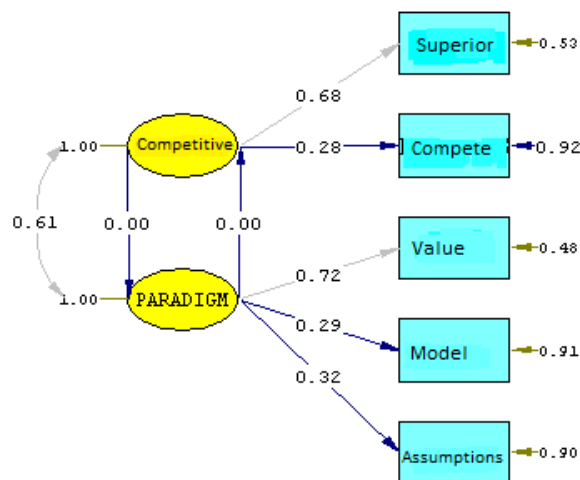 Superior
0.53
0.68
1.00
Competitive
0.28
Compete
0.92
0.61
0.00
0.00
Value
0.48
0.72
1.00
PARADIGM
0.29
Model
0.91
0.32
Assumptions
0.90